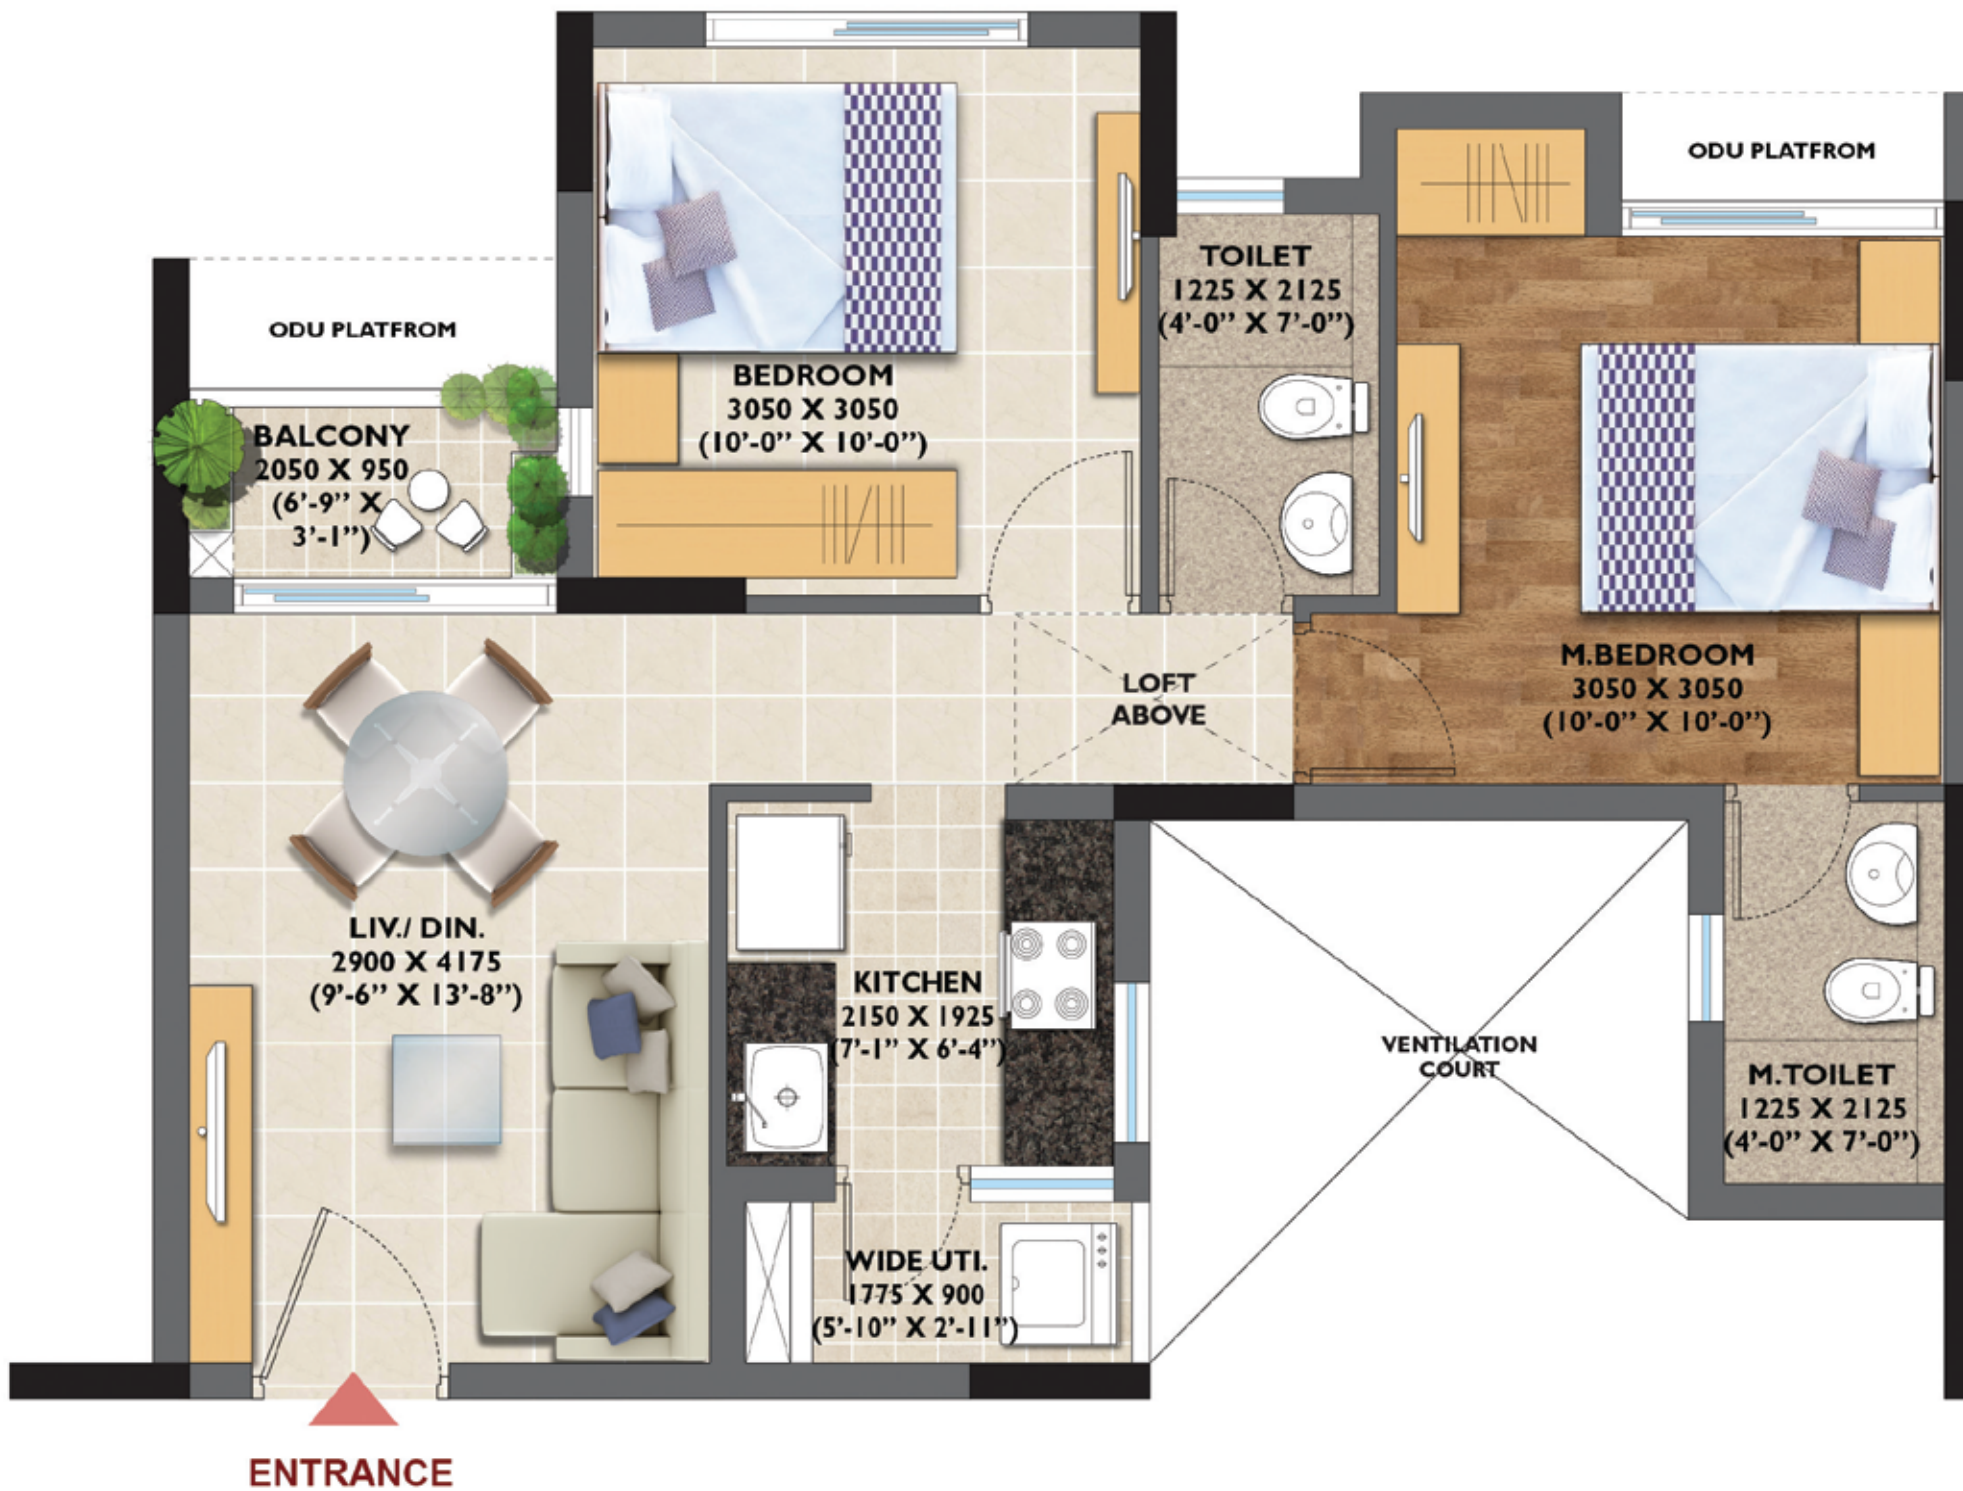 ODU PLATFROM
TOILET
1225 X 2125
(4'-0" X 7'-0")
ODU PLATFROM
BEDROOM
3050 X 3050
(10'-0" X 10'-0")
BALCONY
2050 X 950
(6'-9" X
3'-1")
LOFT
ABOVE
M.BEDROOM
3050 X 3050
(10'-0" X 10'-0")
LIV./ DIN.
2900 X 4175
(9'-6" X 13'-8")
KITCHEN
2150 X 1925
(7'-1" X 6'-4")
VENTILATION
COURT
M.TOILET
1225 X 2125
(4'-0" X 7'-0")
WIDE UTI.
1775 X 900
(5'-10" X 2'-11")
ENTRANCE